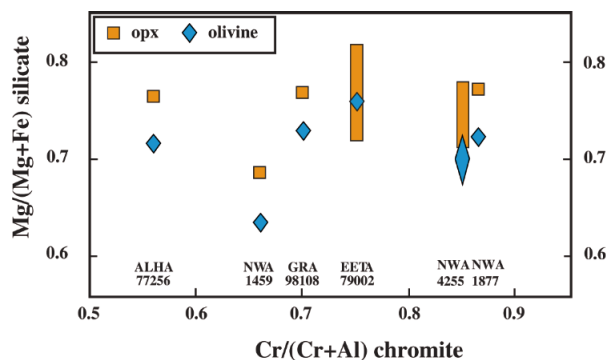 opx olivine
Mg/(Mg+Fe) silicate
0.8 0.8
0.7 0.7
0.6 0.6
ALHA NWA GRA EETA NWA NWA
77256 1459 98108 79002 4255 1877
0.5 0.6 0.7 0.8 0.9
Cr/(Cr+Al) chromite